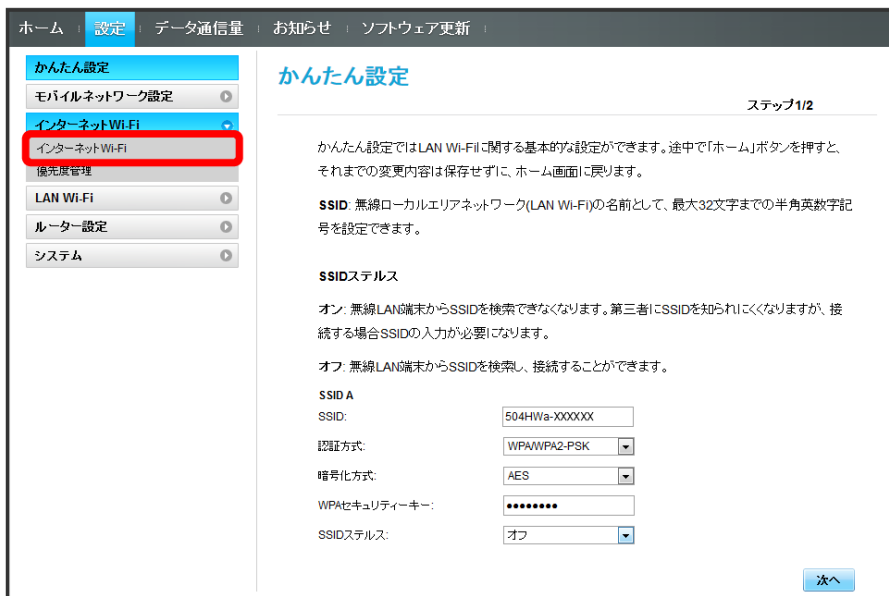 ホーム 設定 データ通信量 お知らせ ソフトウェア更新
かんたん設定
モバイルネットワーク設定
インターネットWi-Fi
インターネットWi-Fi
優先度管理
LAN Wi-Fi
ルーター設定
システム
かんたん設定
ステップ1/2
かんたん設定ではLAN Wi-Fiに関する基本的な設定ができます。途中で「ホーム」ボタンを押すと、
それまでの変更内容は保存せずに、ホーム画面に戻ります。
SSID: 無線ローカルエリアネットワーク(LAN Wi-Fi)の名前として、最大32文字までの半角英数字記
号を設定できます。
SSIDステルス
オン: 無線LAN端末からSSIDを検索できなくなります。第三者にSSIDを知られにくくなりますが、接
続する場合SSIDの入力が必要になります。
オフ: 無線LAN端末からSSIDを検索し、接続することができます。
SSID A
SSID: 504HWa-XXXXXX
認証方式: WPA/WPA2-PSK
暗号化方式: AES
WPAセキュリティーキー: ●●●●●●●●
SSIDステルス: オフ
次へ